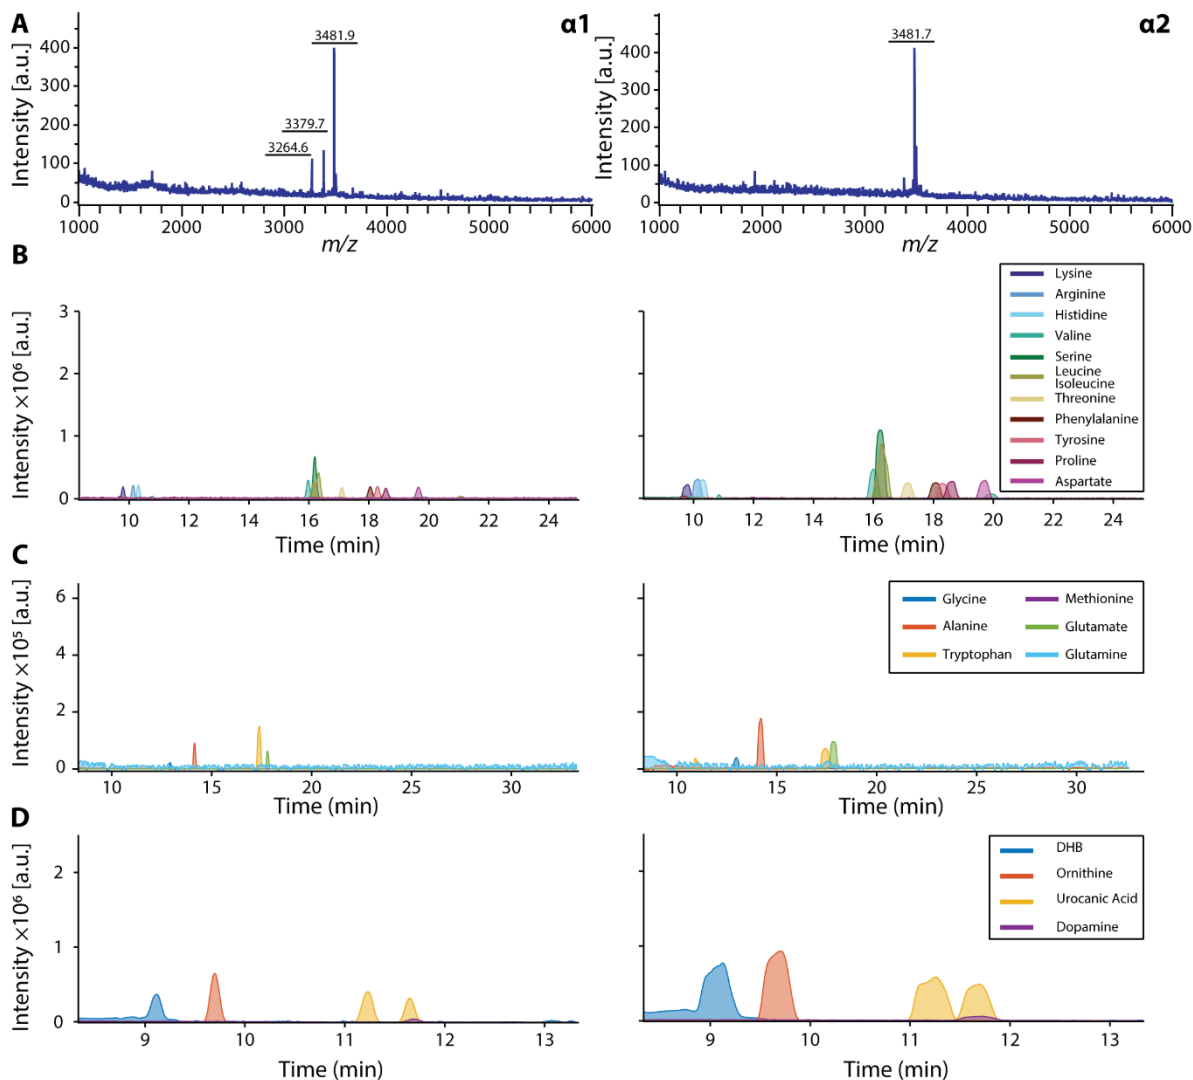 A
α1
α2
Intensity [a.u.]
400
300
200
100
0
3481.9
3379.7
3264.6
1000
2000
3000
4000
5000
6000
m/z
Intensity [a.u.]
400
300
200
100
0
3481.7
1000
2000
3000
4000
5000
6000
m/z
B
Intensity ×10⁶ [a.u.]
3
2
1
0
10
12
14
16
18
20
22
24
Time (min)
10
12
14
16
18
20
22
24
Time (min)
Lysine
Arginine
Histidine
Valine
Serine
Leucine
Isoleucine
Threonine
Phenylalanine
Tyrosine
Proline
Aspartate
C
Intensity ×10⁵ [a.u.]
6
4
2
0
10
15
20
25
30
Time (min)
10
15
20
25
30
Time (min)
Glycine
Methionine
Alanine
Glutamate
Tryptophan
Glutamine
D
Intensity ×10⁶ [a.u.]
2
1
0
9
10
11
12
13
Time (min)
9
10
11
12
13
Time (min)
DHB
Ornithine
Urocanic Acid
Dopamine